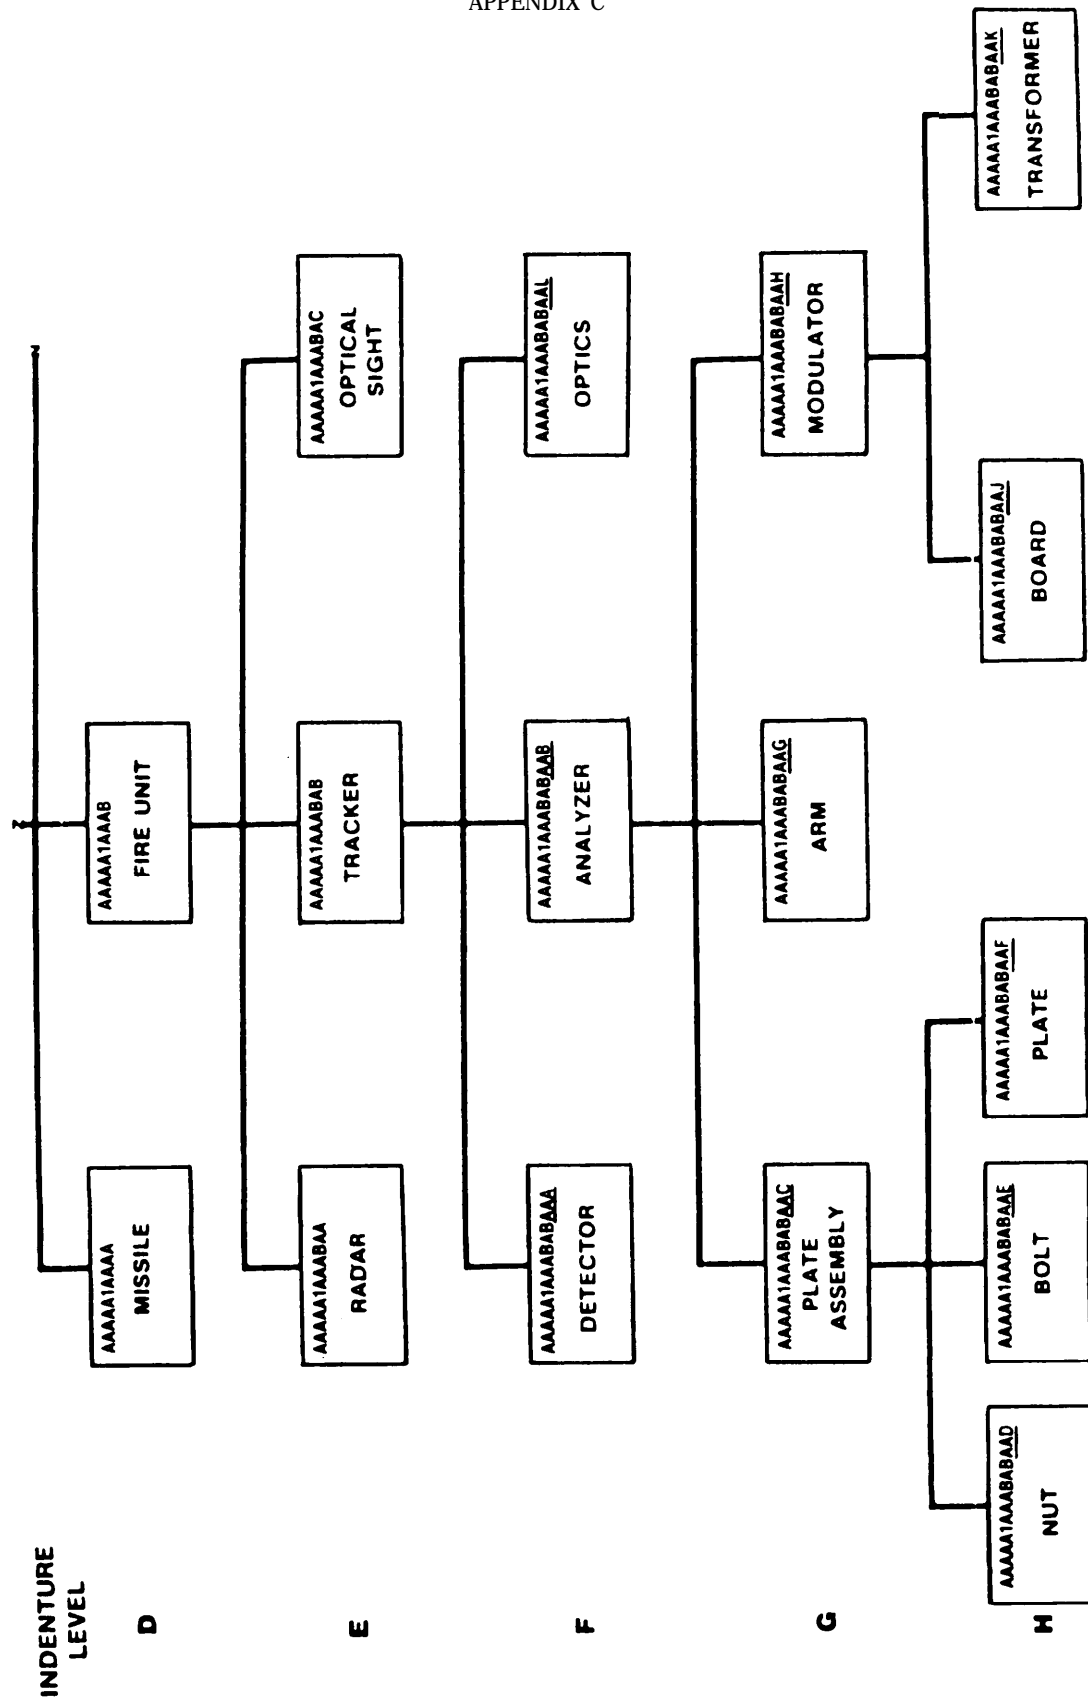 APPENDIX C
INDENTURE
LEVEL
D
AAAAA1AAAA
MISSILE
AAAAA1AAAB
FIRE UNIT
E
AAAAA1AAABAA
RADAR
AAAAA1AAABAB
TRACKER
AAAAA1AAABAC
OPTICAL
SIGHT
F
AAAAA1AAABABAAA
DETECTOR
AAAAA1AAABABAAB
ANALYZER
AAAAA1AAABABAAL
OPTICS
G
AAAAA1AAABABAAC
PLATE
ASSEMBLY
AAAAA1AAABABAAG
ARM
AAAAA1AAABABAAH
MODULATOR
H
AAAAA1AAABABAAD
NUT
AAAAA1AAABABAAE
BOLT
AAAAA1AAABABAAF
PLATE
AAAAA1AAABABAAJ
BOARD
AAAAA1AAABABAAK
TRANSFORMER